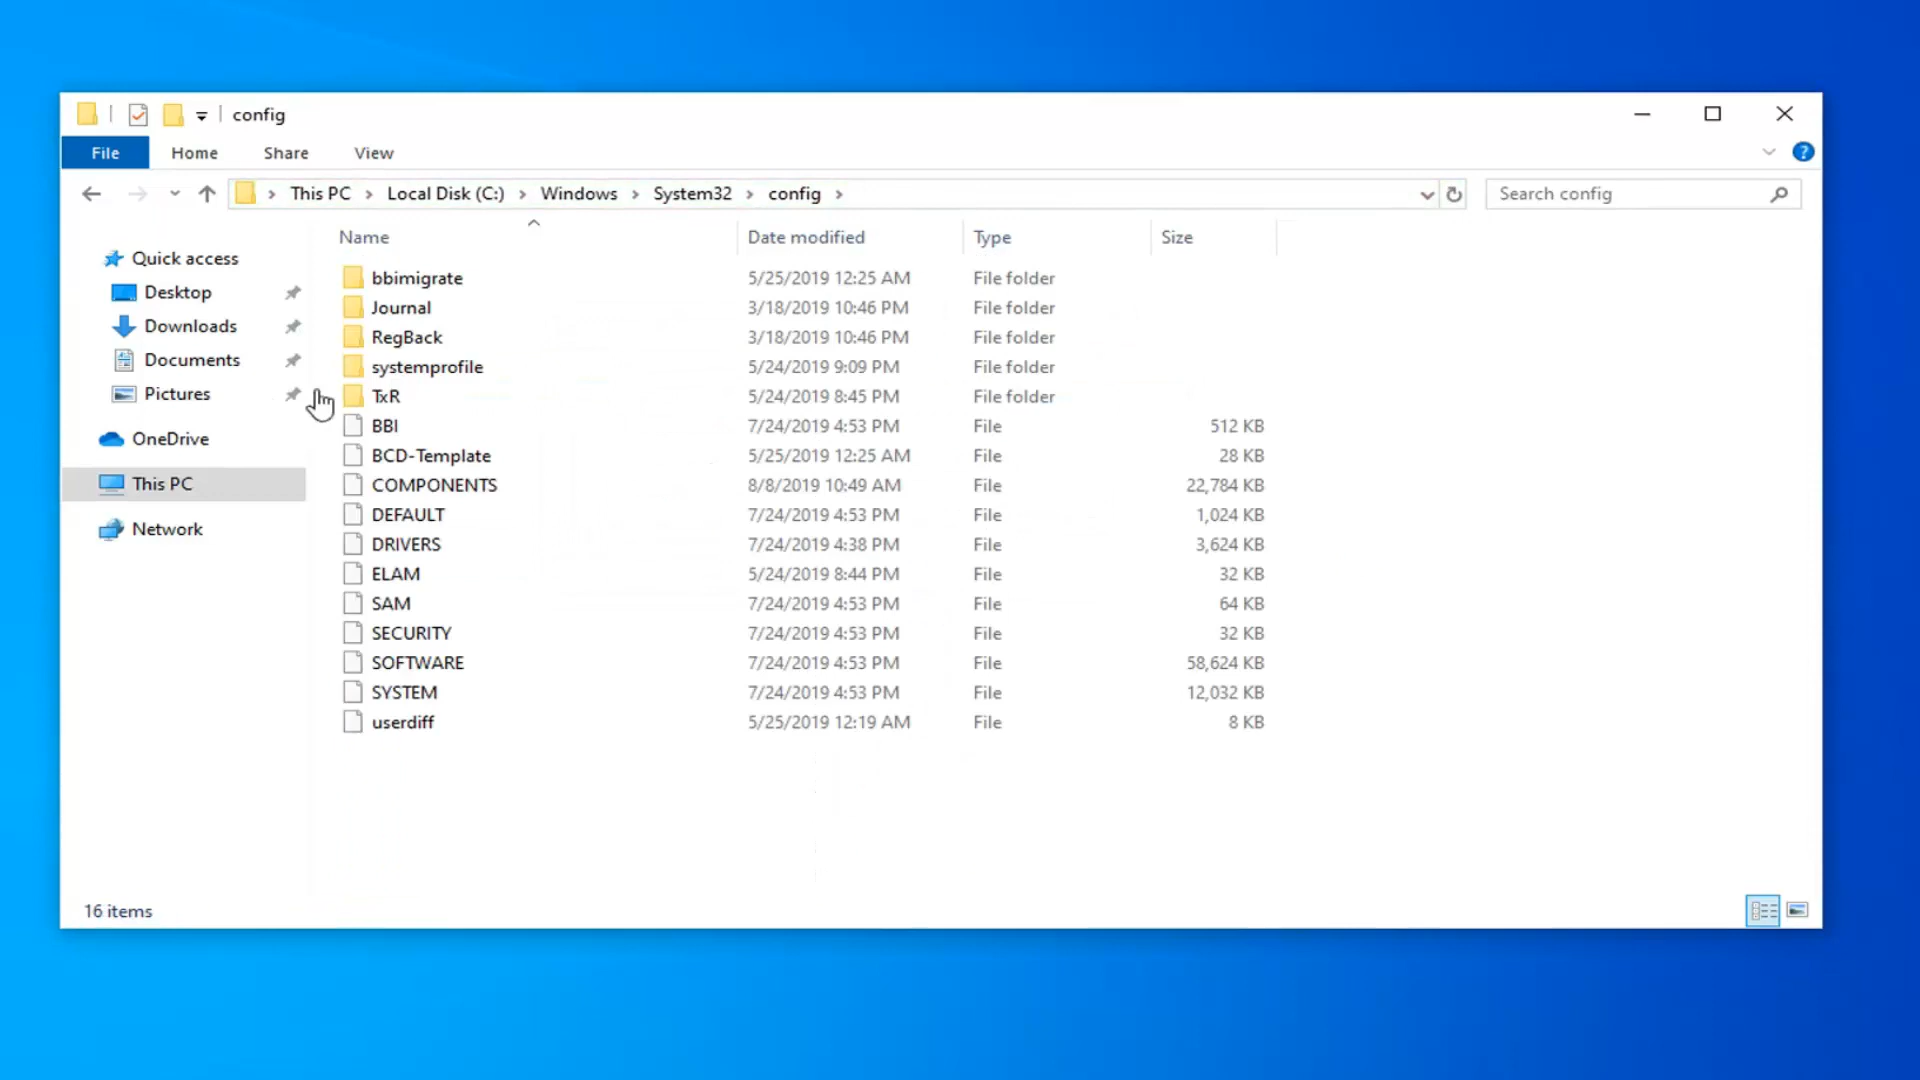 config
File Home Share View
This PC Local Disk (C:) Windows System32 config Search config
Name Date modified Type Size
Quick access
Desktop
Downloads
Documents
Pictures
OneDrive
This PC
Network
bbimigrate 5/25/2019 12:25 AM File folder
Journal 3/18/2019 10:46 PM File folder
RegBack 3/18/2019 10:46 PM File folder
systemprofile 5/24/2019 9:09 PM File folder
TxR 5/24/2019 8:45 PM File folder
BBI 7/24/2019 4:53 PM File 512 KB
BCD-Template 5/25/2019 12:25 AM File 28 KB
COMPONENTS 8/8/2019 10:49 AM File 22,784 KB
DEFAULT 7/24/2019 4:53 PM File 1,024 KB
DRIVERS 7/24/2019 4:38 PM File 3,624 KB
ELAM 5/24/2019 8:44 PM File 32 KB
SAM 7/24/2019 4:53 PM File 64 KB
SECURITY 7/24/2019 4:53 PM File 32 KB
SOFTWARE 7/24/2019 4:53 PM File 58,624 KB
SYSTEM 7/24/2019 4:53 PM File 12,032 KB
userdiff 5/25/2019 12:19 AM File 8 KB
16 items